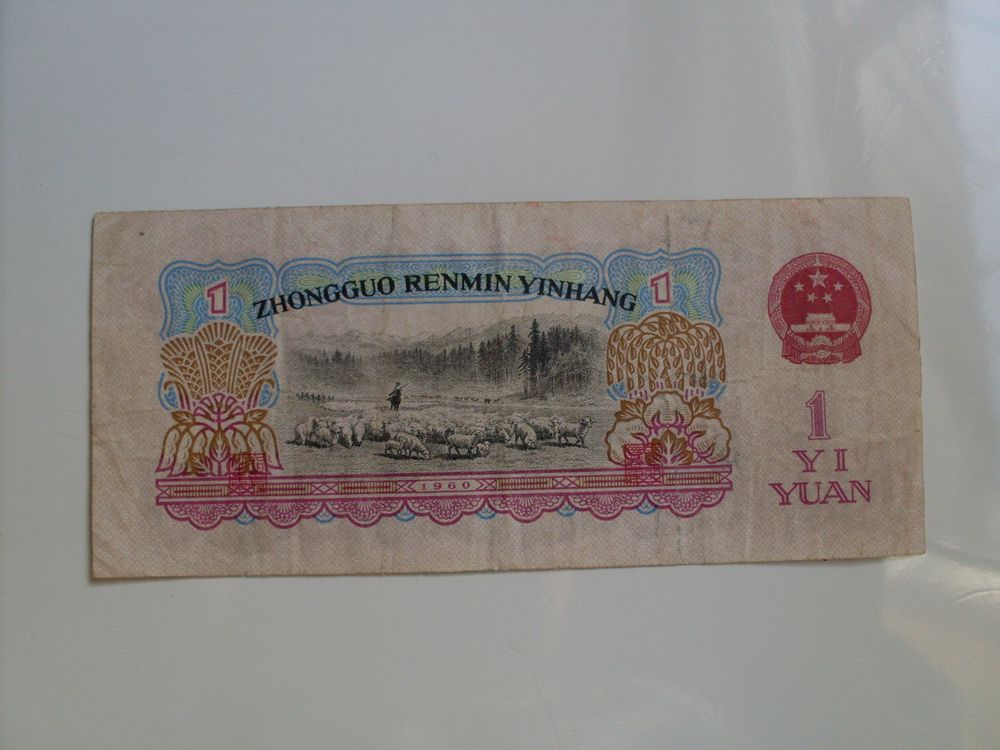 1
ZHONGGUO RENMIN YINHANG
1
1960
1
YI
YUAN